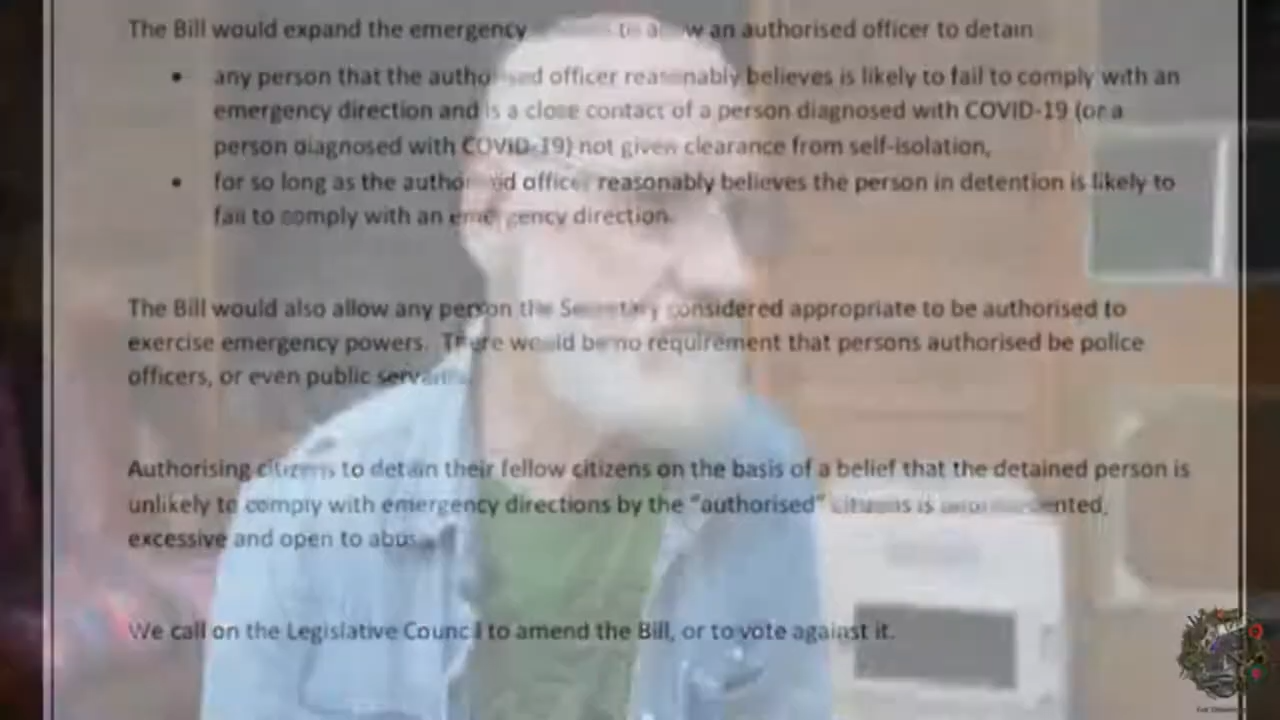 The Bill would expand the emergency to allow an authorised officer to detain
• any person that the authorised officer reasonably believes is likely to fail to comply with an
emergency direction and is a close contact of a person diagnosed with COVID-19 (or a
person diagnosed with COVID-19) not given clearance from self-isolation,
• for so long as the authorised officer reasonably believes the person in detention is likely to
fail to comply with an emergency direction.
The Bill would also allow any person the Secretary considered appropriate to be authorised to
exercise emergency powers. There would be no requirement that persons authorised be police
officers, or even public servants.
Authorising citizens to detain their fellow citizens on the basis of a belief that the detained person is
unlikely to comply with emergency directions by the "authorised" citizens is unprecedented,
excessive and open to abuse.
We call on the Legislative Council to amend the Bill, or to vote against it.